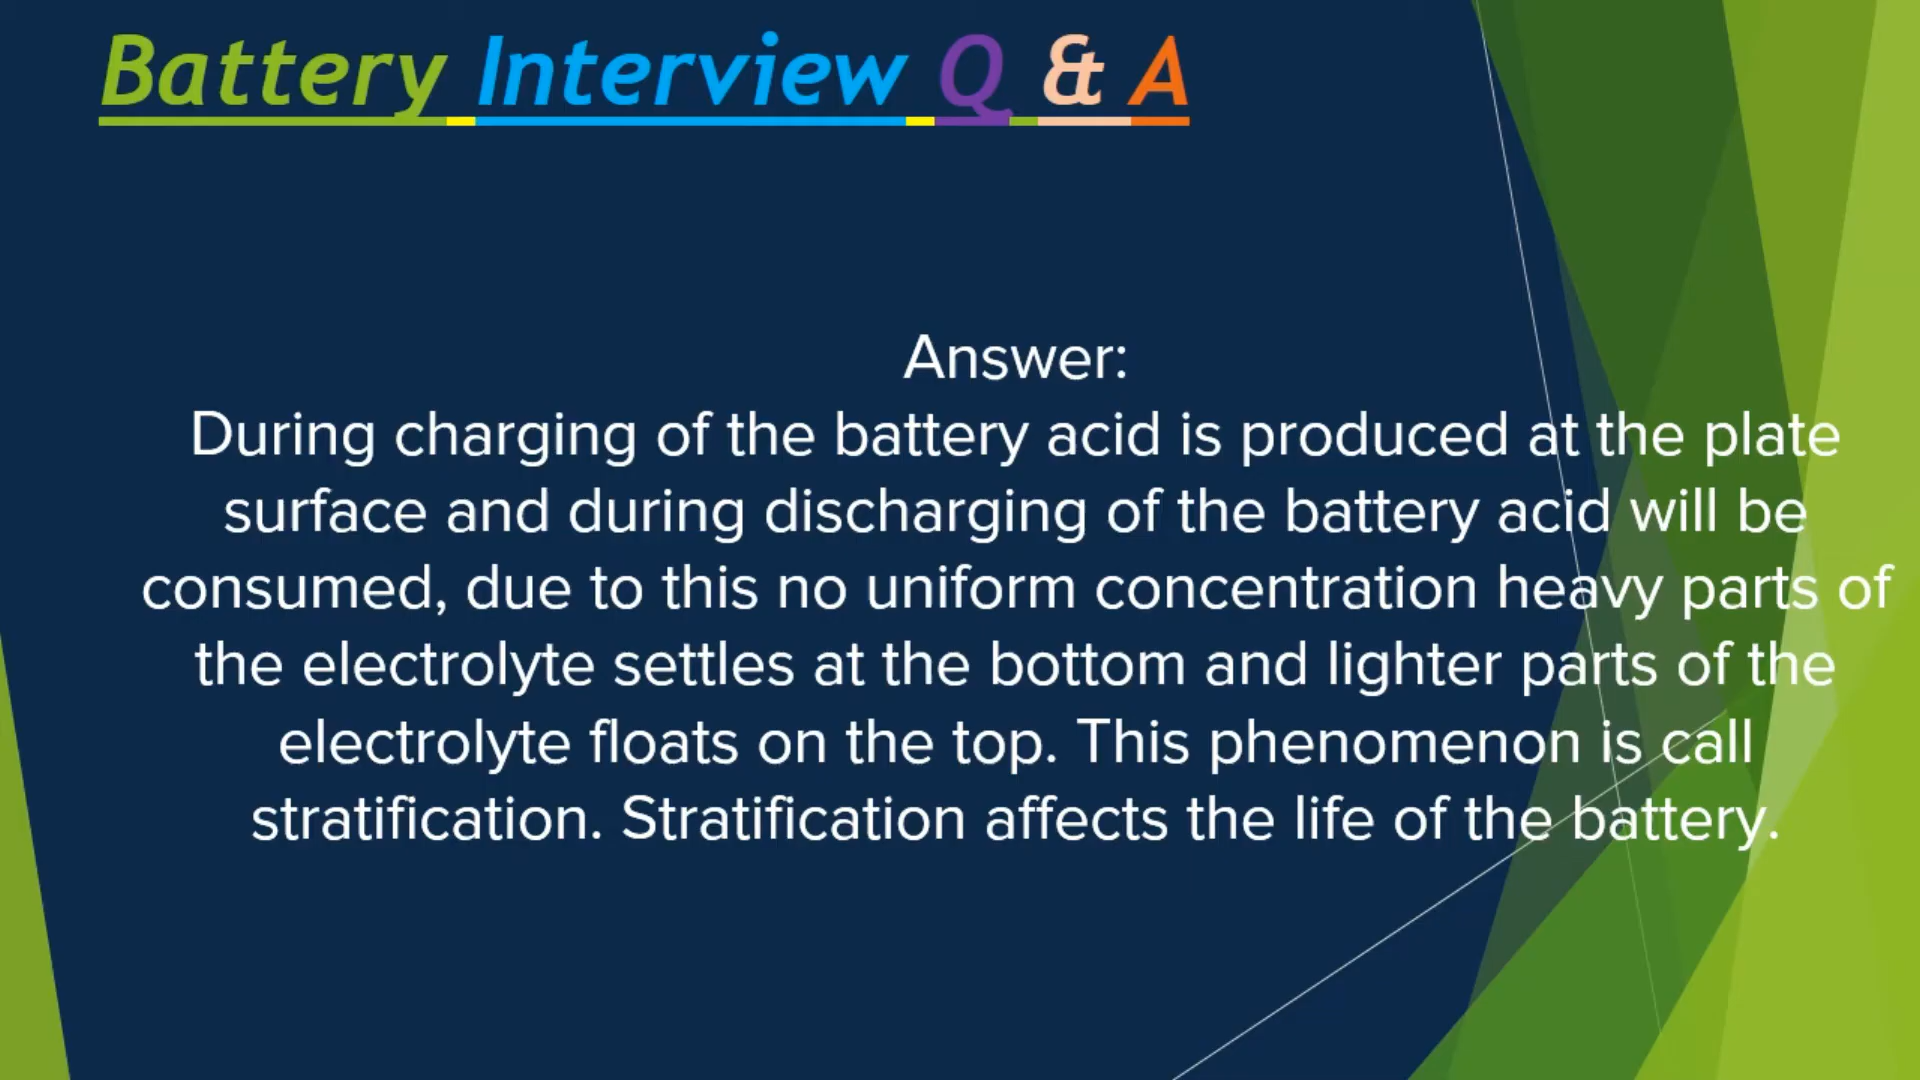 Battery Interview Q & A
Answer:
During charging of the battery acid is produced at the plate
surface and during discharging of the battery acid will be
consumed, due to this no uniform concentration heavy parts of
the electrolyte settles at the bottom and lighter parts of the
electrolyte floats on the top. This phenomenon is call
stratification. Stratification affects the life of the battery.